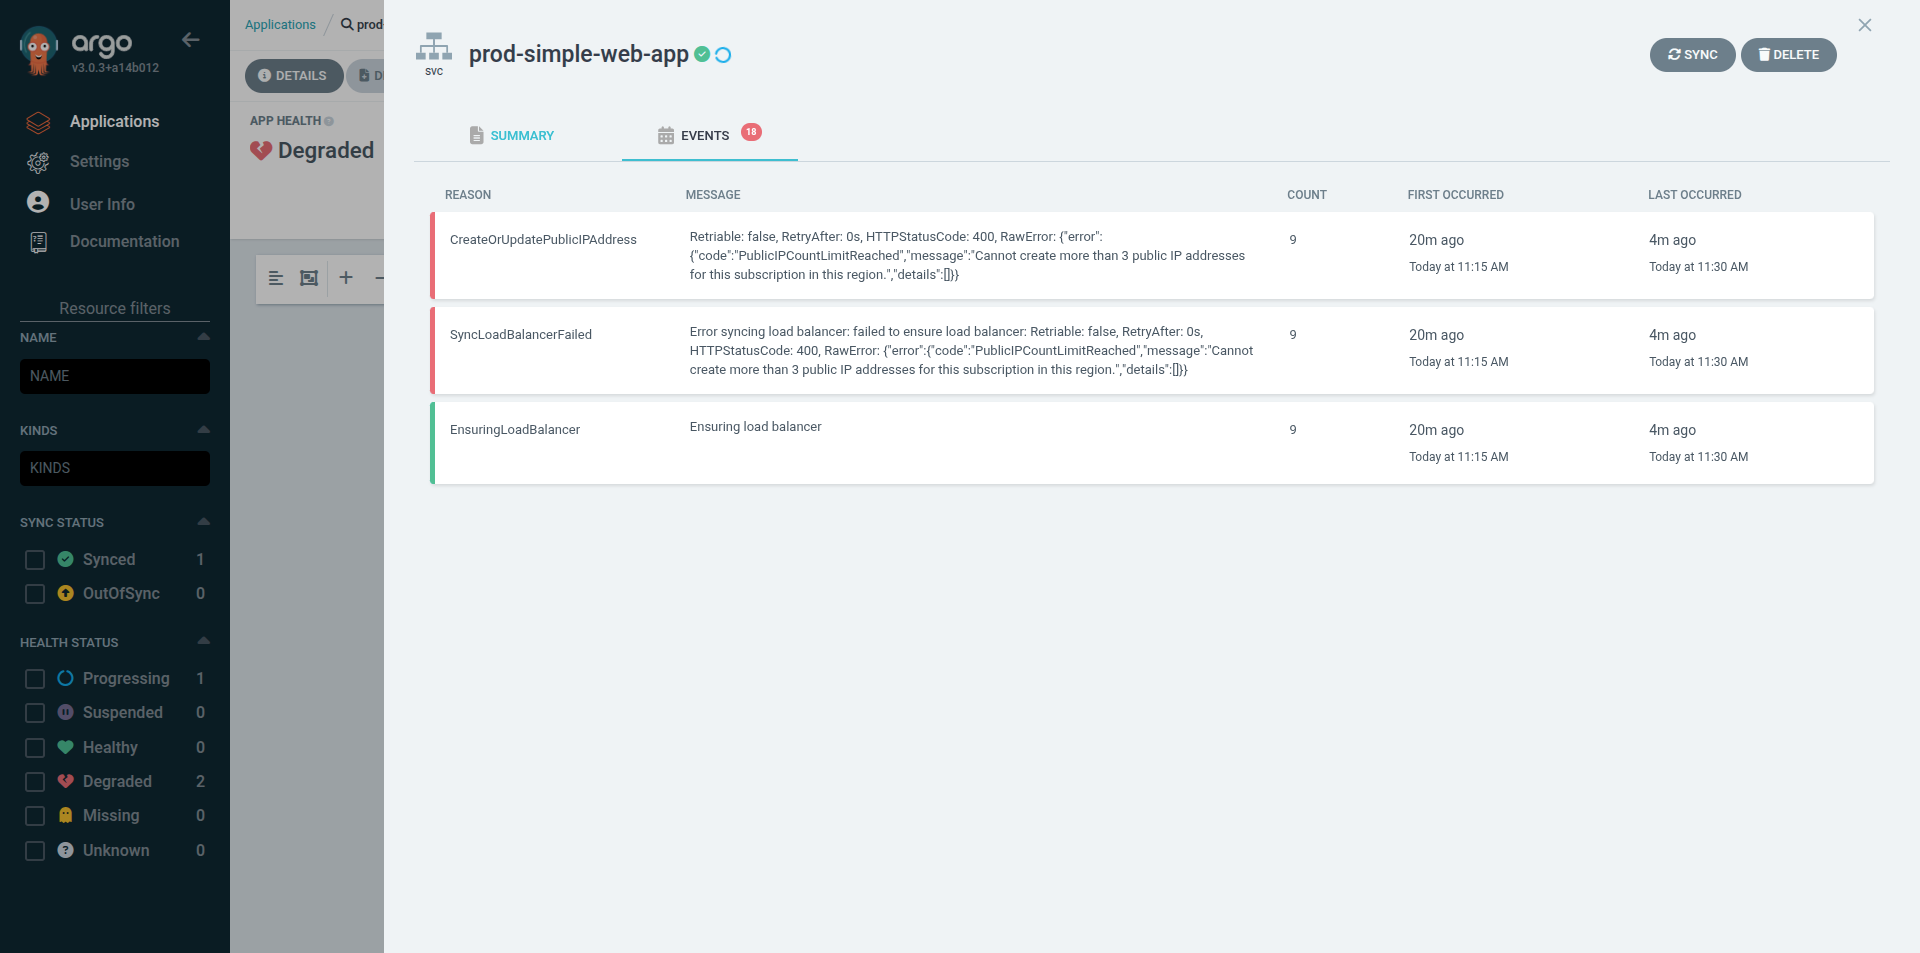 argo
v3.0.3+a14b012
Applications
Settings
User Info
Documentation
Resource filters
NAME
NAME
KINDS
KINDS
SYNC STATUS
Synced 1
OutOfSync 0
HEALTH STATUS
Progressing 1
Suspended 0
Healthy 0
Degraded 2
Missing 0
Unknown 0
Applications / prod-
DETAILS
APP HEALTH
Degraded
SVC
prod-simple-web-app
SYNC
DELETE
SUMMARY
EVENTS 18
REASON MESSAGE COUNT FIRST OCCURRED LAST OCCURRED
CreateOrUpdatePublicIPAddress
Retriable: false, RetryAfter: 0s, HTTPStatusCode: 400, RawError: {"error":
{"code":"PublicIPCountLimitReached","message":"Cannot create more than 3 public IP addresses
for this subscription in this region.","details":[]}}
9
20m ago
Today at 11:15 AM
4m ago
Today at 11:30 AM
SyncLoadBalancerFailed
Error syncing load balancer: failed to ensure load balancer: Retriable: false, RetryAfter: 0s,
HTTPStatusCode: 400, RawError: {"error":{"code":"PublicIPCountLimitReached","message":"Cannot
create more than 3 public IP addresses for this subscription in this region.","details":[]}}
9
20m ago
Today at 11:15 AM
4m ago
Today at 11:30 AM
EnsuringLoadBalancer
Ensuring load balancer
9
20m ago
Today at 11:15 AM
4m ago
Today at 11:30 AM